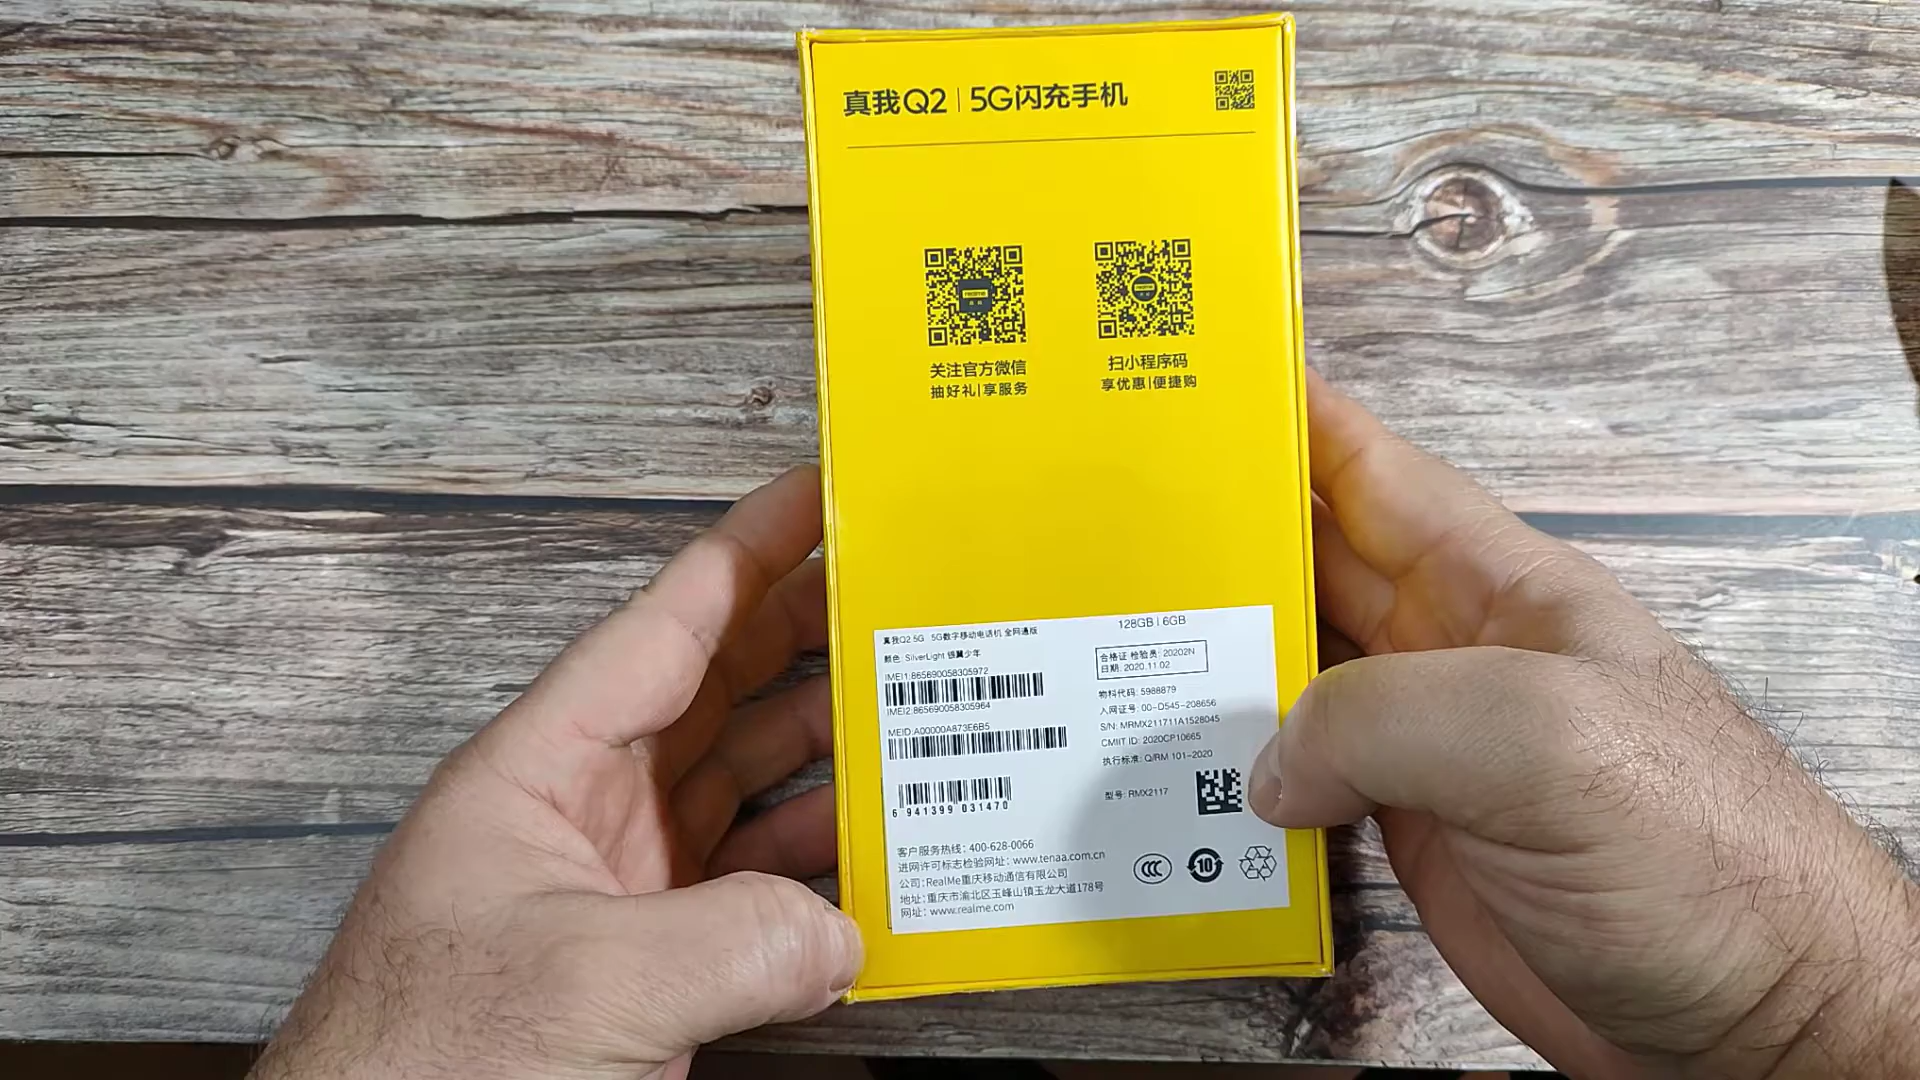 真我Q2 | 5G闪充手机
关注官方微信
抽好礼|享服务
扫小程序码
享优惠|便捷购
真我Q2 5G 5G数字移动电话机 全网通版
颜色: SilverLight 银翼少年
IMEI1:865690058305972
IMEI2:865690058305964
MEID:A00000A873E6B5
6 941399 031470
128GB | 6GB
合格证 检验员: 20202N
日期: 2020.11.02
物料代码: 5988879
入网证号: 00-D545-208656
S/N: MRMX211711A1528045
CMIIT ID: 2020CP10665
执行标准: Q/RM 101-2020
型号: RMX2117
客户服务热线: 400-628-0066
进网许可标志检验网址: www.tenaa.com.cn
公司: RealMe重庆移动通信有限公司
地址: 重庆市渝北区玉峰山镇玉龙大道178号
网址: www.realme.com
CCC
10